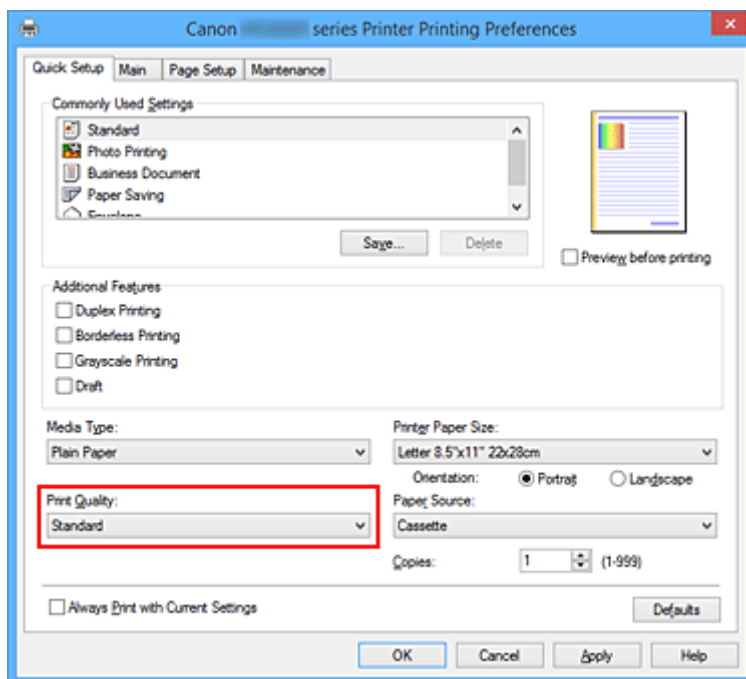 Canon series Printer Printing Preferences
Quick Setup Main Page Setup Maintenance
Commonly Used Settings
Standard
Photo Printing
Business Document
Paper Saving
Envelope
Save... Delete
Preview before printing
Additional Features
Duplex Printing
Borderless Printing
Grayscale Printing
Draft
Media Type:
Plain Paper
Printer Paper Size:
Letter 8.5"x11" 22x28cm
Orientation: Portrait Landscape
Print Quality:
Standard
Paper Source:
Cassette
Copies: 1 (1-999)
Always Print with Current Settings
Defaults
OK Cancel Apply Help